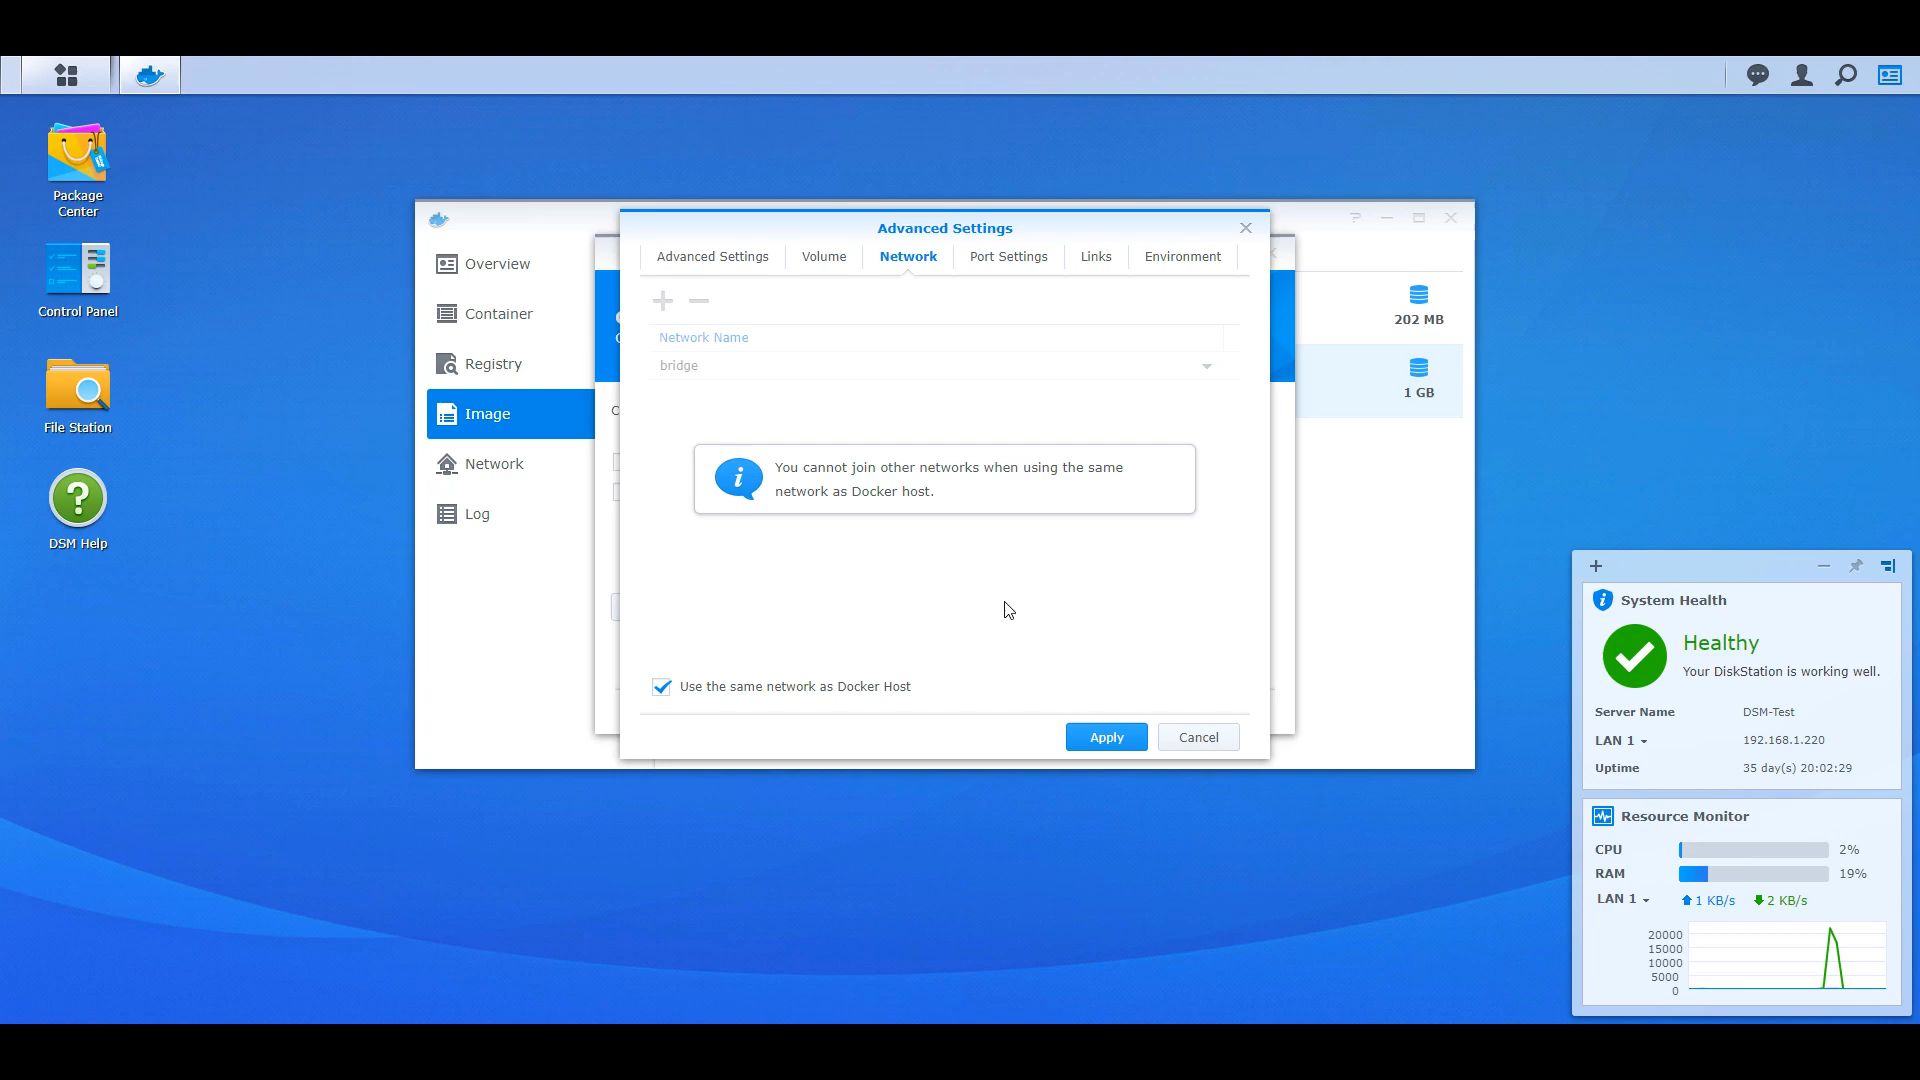 Package
Center
Control Panel
File Station
DSM Help
Overview
Container
Registry
Image
Network
Log
Advanced Settings
Advanced Settings
Volume
Network
Port Settings
Links
Environment
Network Name
bridge
You cannot join other networks when using the same
network as Docker host.
Use the same network as Docker Host
Apply
Cancel
202 MB
1 GB
System Health
Healthy
Your DiskStation is working well.
Server Name DSM-Test
LAN 1 192.168.1.220
Uptime 35 day(s) 20:02:29
Resource Monitor
CPU 2%
RAM 19%
LAN 1 1 KB/s 2 KB/s
20000
15000
10000
5000
0